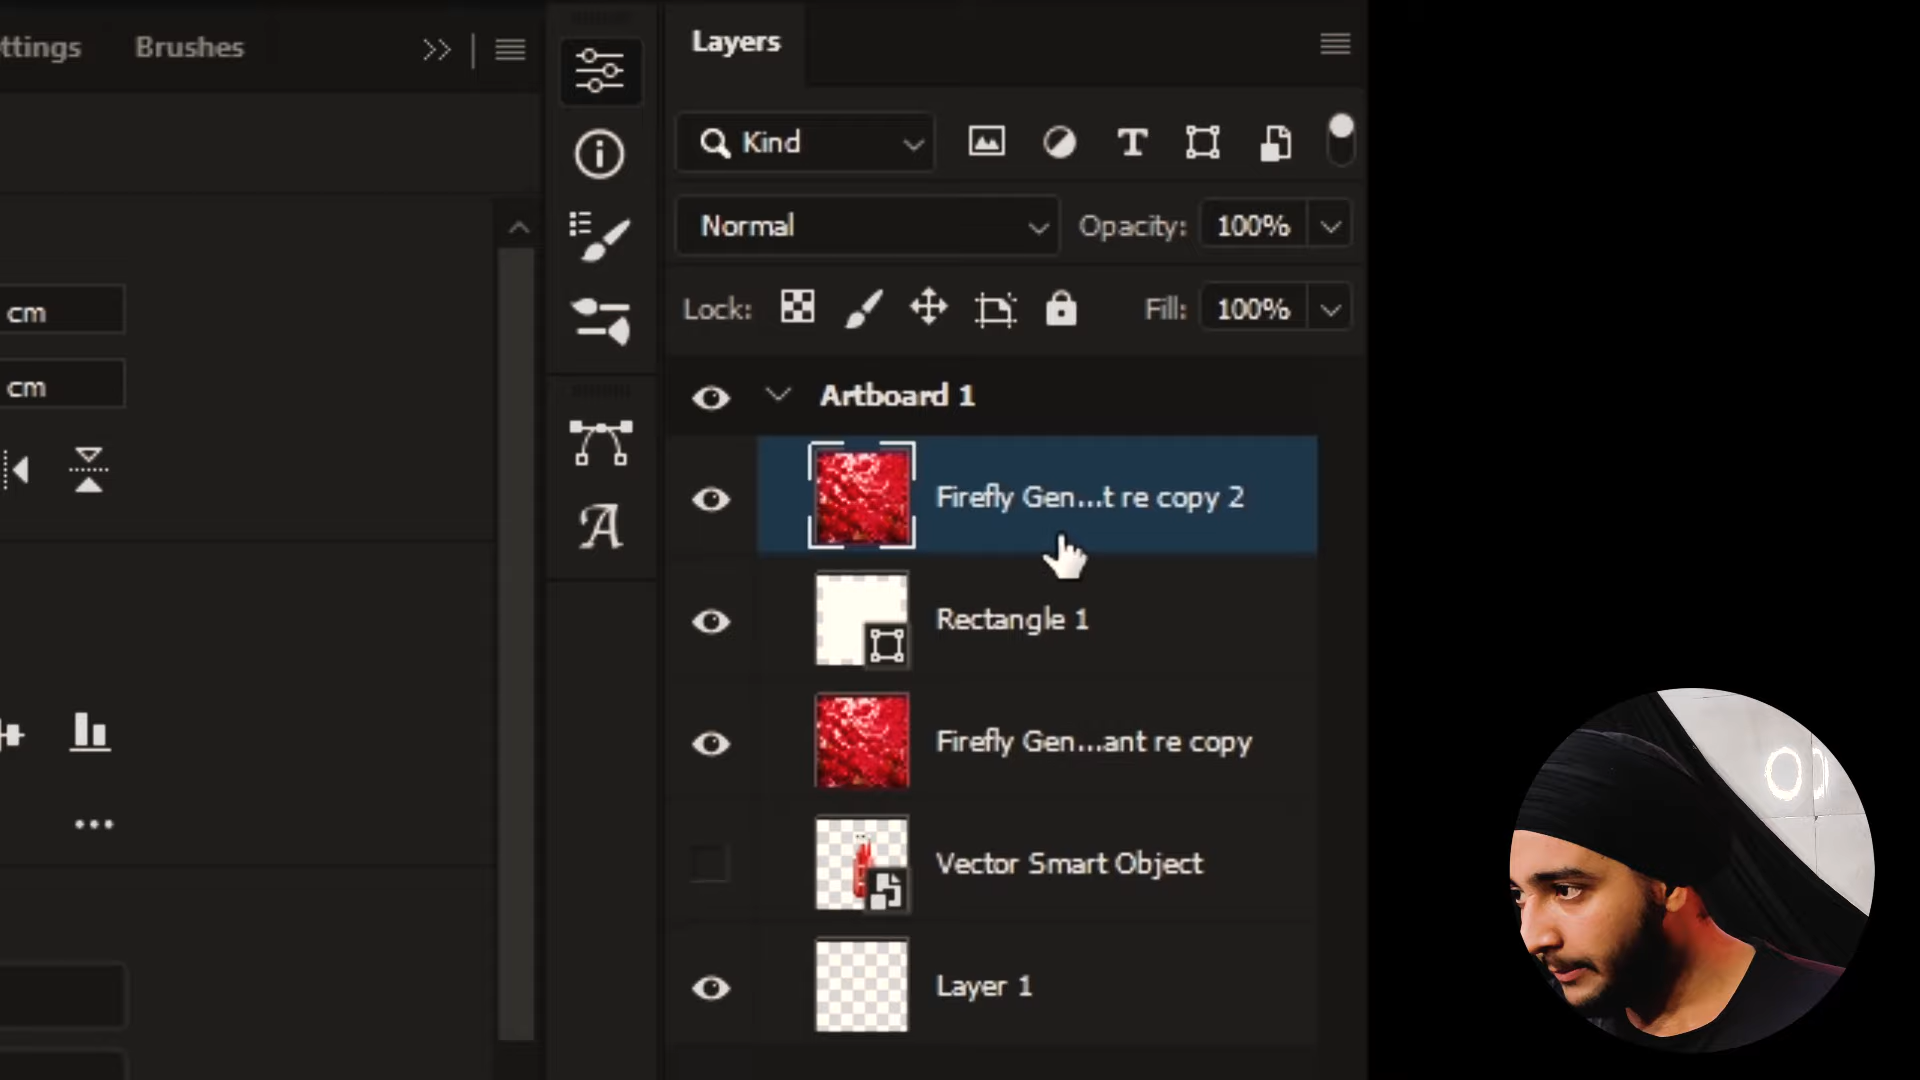 ttings
Brushes
Layers
Kind
Normal
Opacity:
100%
Lock:
Fill:
100%
cm
cm
Artboard 1
Firefly Gen...t re copy 2
Rectangle 1
Firefly Gen...ant re copy
Vector Smart Object
Layer 1